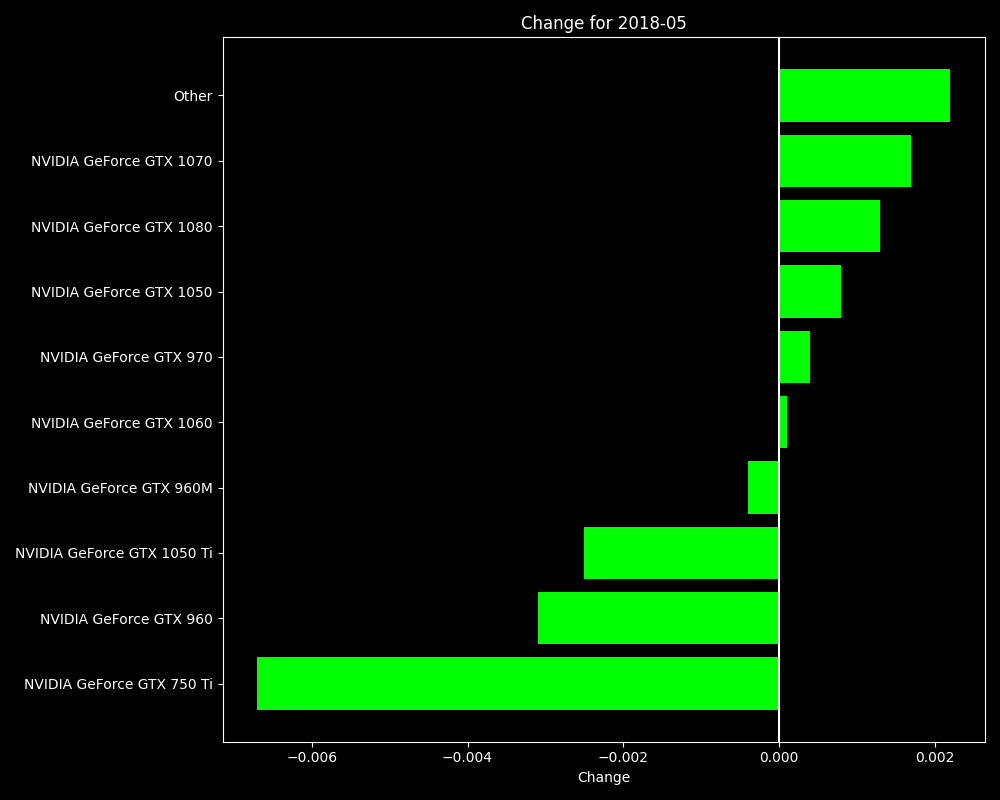 Change for 2018-05
Other
NVIDIA GeForce GTX 1070
NVIDIA GeForce GTX 1080
NVIDIA GeForce GTX 1050
NVIDIA GeForce GTX 970
NVIDIA GeForce GTX 1060
NVIDIA GeForce GTX 960M
NVIDIA GeForce GTX 1050 Ti
NVIDIA GeForce GTX 960
NVIDIA GeForce GTX 750 Ti
−0.006 −0.004 −0.002 0.000 0.002
Change